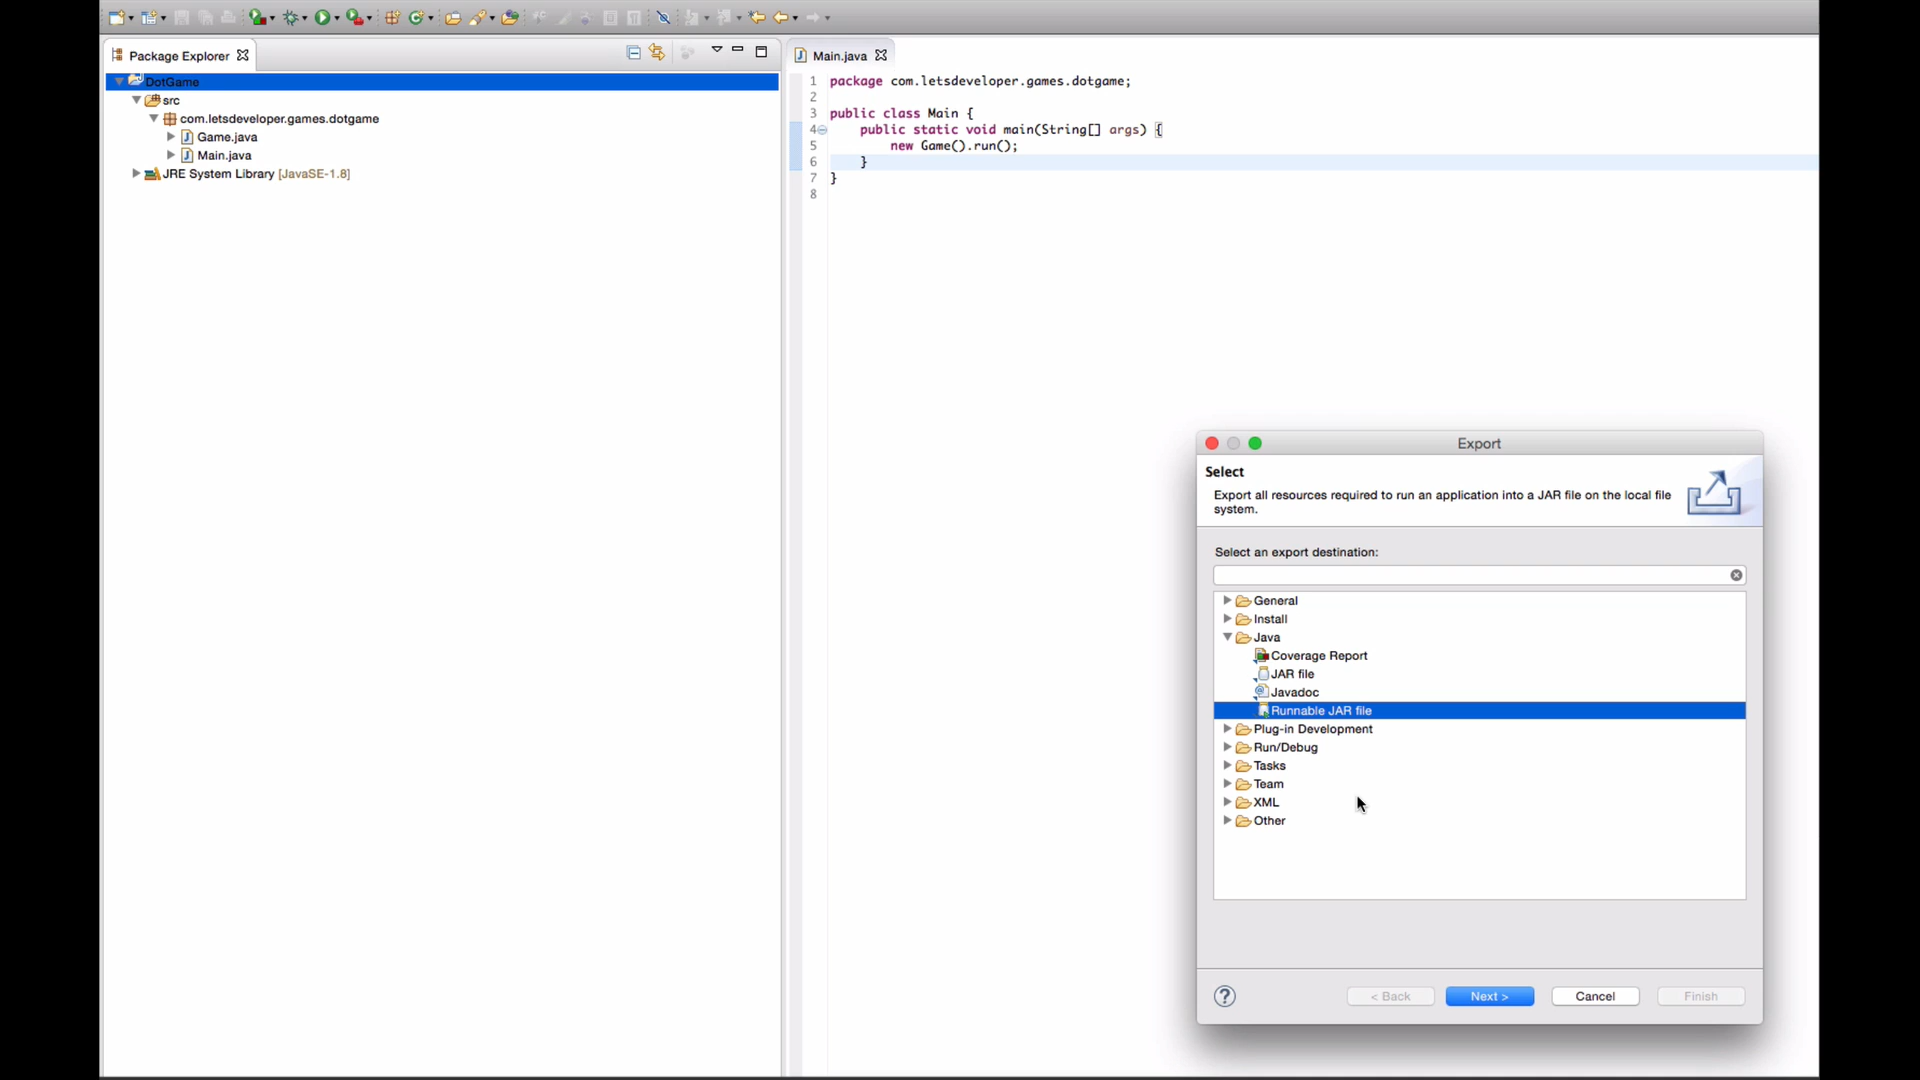 Package Explorer
DotGame
src
com.letsdeveloper.games.dotgame
Game.java
Main.java
JRE System Library [JavaSE-1.8]
Main.java
1 package com.letsdeveloper.games.dotgame;
2
3 public class Main {
4 public static void main(String[] args) {
5 new Game().run();
6 }
7 }
8
Export
Select
Export all resources required to run an application into a JAR file on the local file
system.
Select an export destination:
General
Install
Java
Coverage Report
JAR file
Javadoc
Runnable JAR file
Plug-in Development
Run/Debug
Tasks
Team
XML
Other
? < Back Next > Cancel Finish